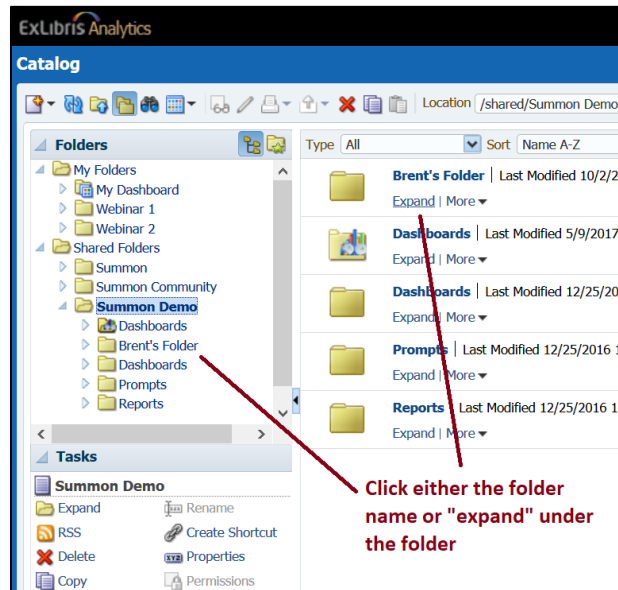 ExLibris Analytics
Catalog
Location /shared/Summon Demo
Folders
My Folders
My Dashboard
Webinar 1
Webinar 2
Shared Folders
Summon
Summon Community
Summon Demo
Dashboards
Brent's Folder
Dashboards
Prompts
Reports
Tasks
Summon Demo
Expand Rename
RSS Create Shortcut
Delete Properties
Copy Permissions
Type All Sort Name A-Z
Brent's Folder | Last Modified 10/2/2
Expand | More
Dashboards | Last Modified 5/9/2017
Expand | More
Dashboards | Last Modified 12/25/20
Expand | More
Prompts | Last Modified 12/25/2016 1
Expand | More
Reports | Last Modified 12/25/2016 1
Expand | More
Click either the folder
name or "expand" under
the folder